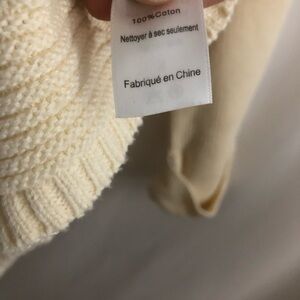 100%Coton
Nettoyer à sec seulement
Fabriqué en Chine